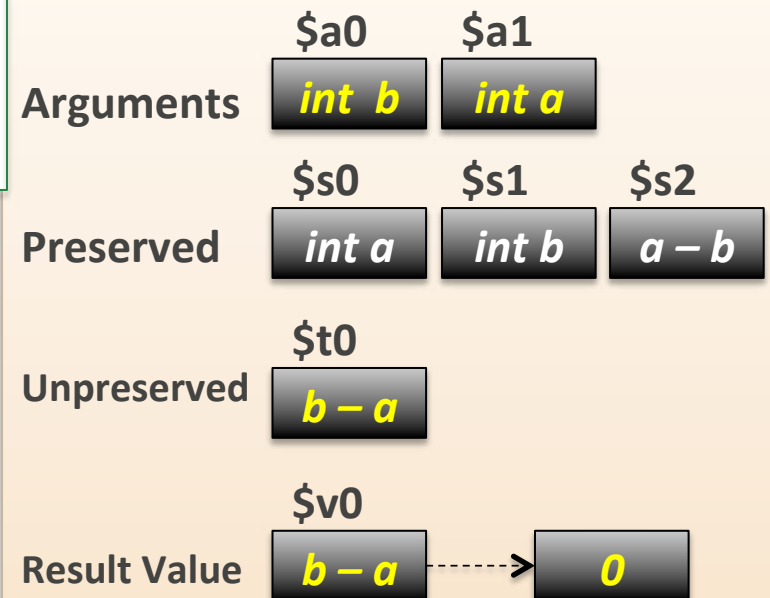 $a0 $a1
Arguments int b int a
$s0 $s1 $s2
Preserved int a int b a – b
$t0
Unpreserved b – a
$v0
Result Value b – a 0